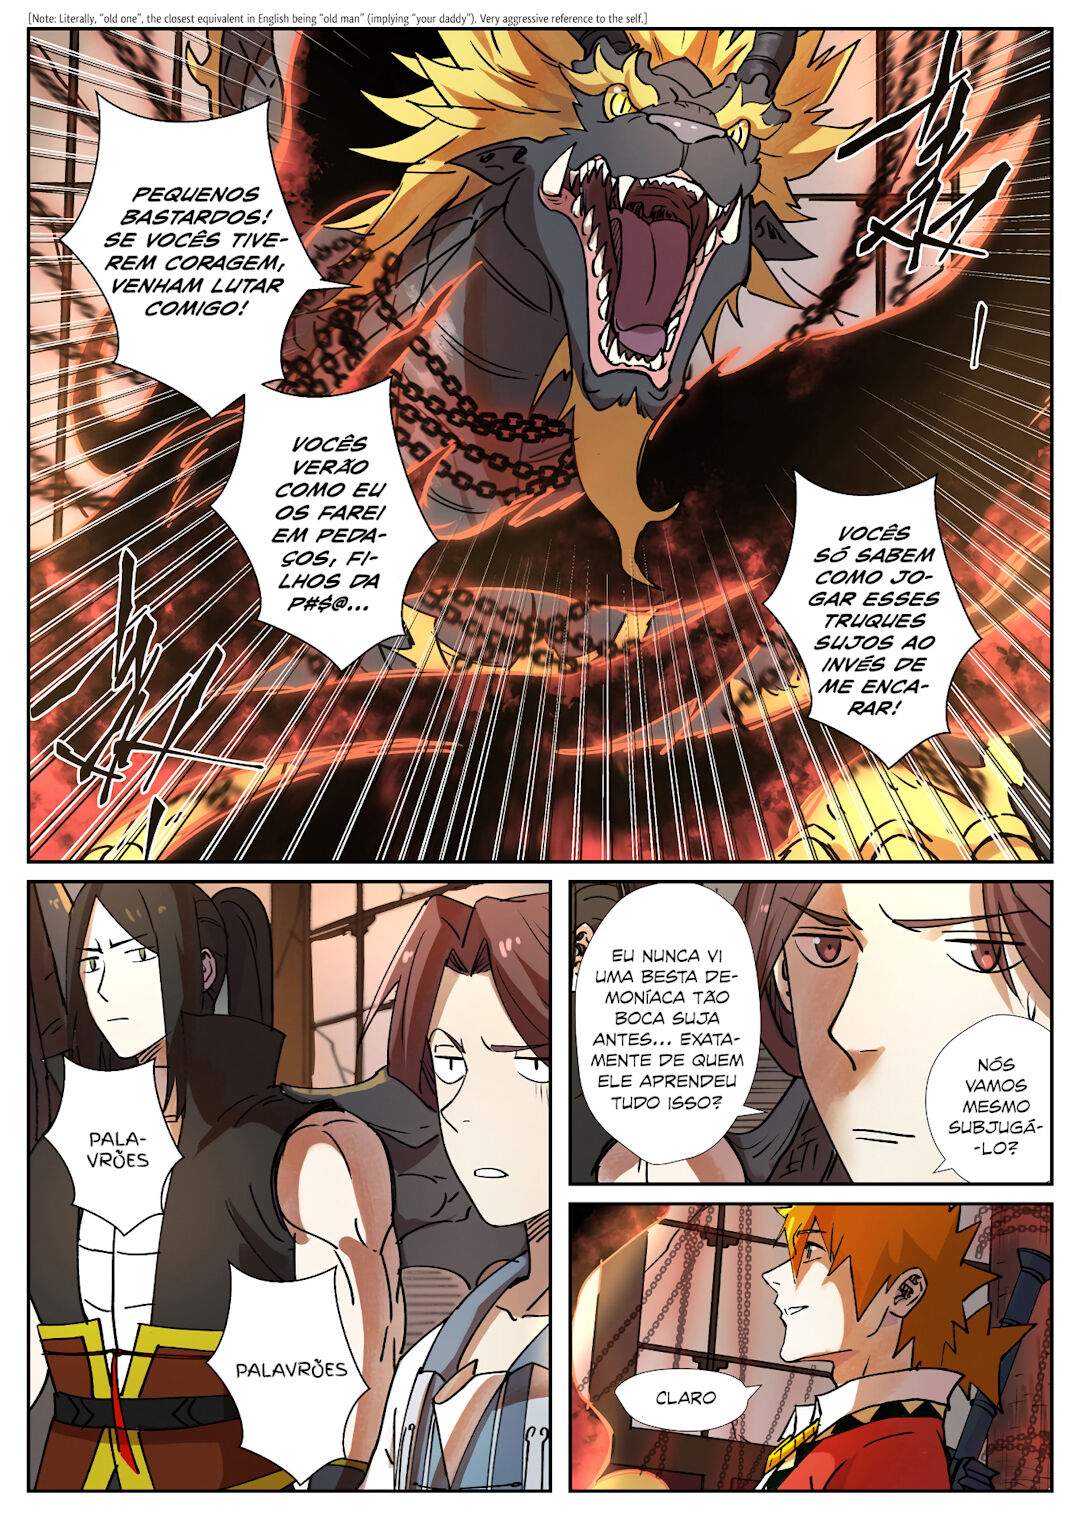 [Note: Literally, “old one”, the closest equivalent in English being “old man” (implying “your daddy”). Very aggressive reference to the self.]
PEQUENOS
BASTARDOS!
SE VOCÊS TIVE-
REM CORAGEM,
VENHAM LUTAR
COMIGO!
VOCÊS
VERÃO
COMO EU
OS FAREI
EM PEDA-
ÇOS, FI-
LHOS DA
P#$@...
VOCÊS
SÓ SABEM
COMO JO-
GAR ESSES
TRUQUES
SUJOS AO
INVÉS DE
ME ENCA-
RAR!
PALA-
VRÕES
PALAVRÕES
EU NUNCA VI
UMA BESTA DE-
MONÍACA TÃO
BOCA SUJA
ANTES... EXATA-
MENTE DE QUEM
ELE APRENDEU
TUDO ISSO?
NÓS
VAMOS
MESMO
SUBJUGÁ-
-LO?
CLARO